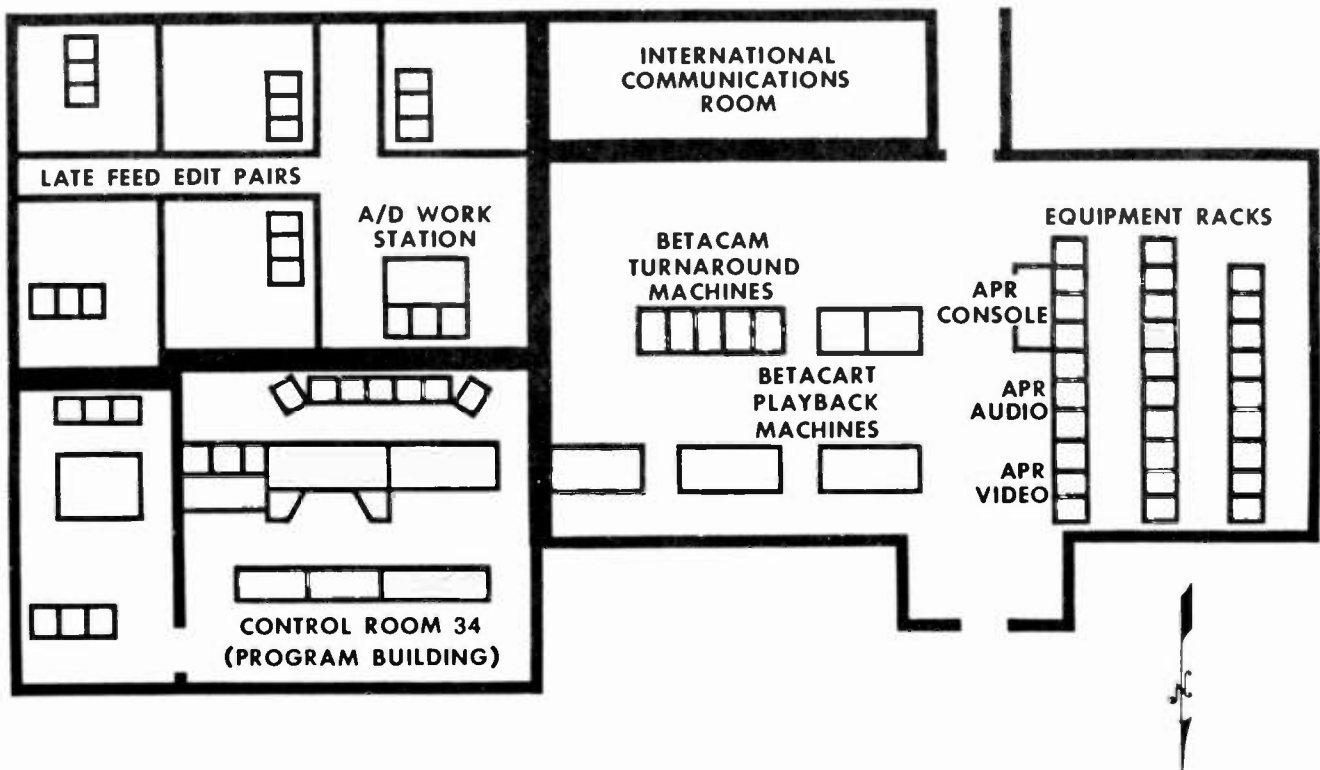 INTERNATIONAL
COMMUNICATIONS
ROOM
LATE FEED EDIT PAIRS
A/D WORK
STATION
BETACAM
TURNAROUND
MACHINES
EQUIPMENT RACKS
APR
CONSOLE
BETACART
PLAYBACK
MACHINES
APR
AUDIO
APR
VIDEO
CONTROL ROOM 34
(PROGRAM BUILDING)
N